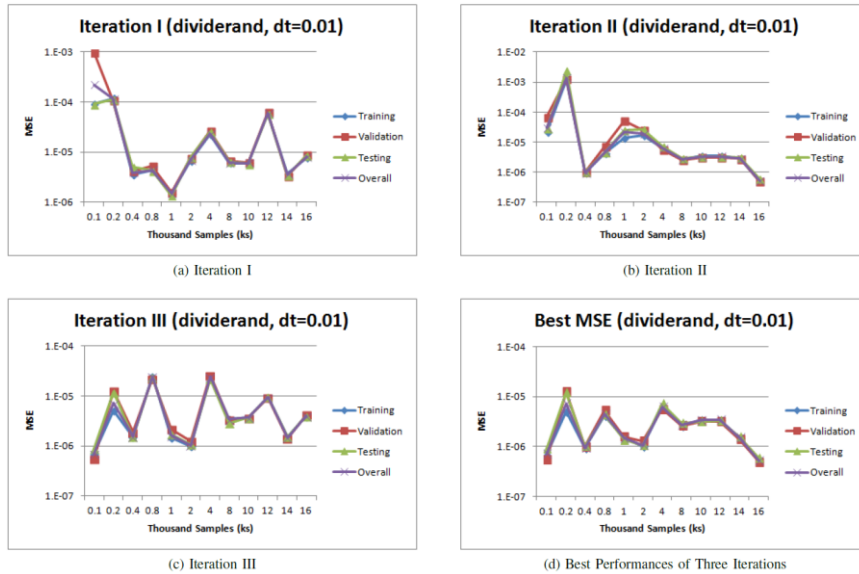 Iteration I (dividerand, dt=0.01)
1.E-03
1.E-04
1.E-05
1.E-06
MSE
0.1 0.2 0.4 0.8 1 2 4 8 10 12 14 16
Thousand Samples (ks)
Training
Validation
Testing
Overall
(a) Iteration I
Iteration II (dividerand, dt=0.01)
1.E-02
1.E-03
1.E-04
1.E-05
1.E-06
1.E-07
MSE
0.1 0.2 0.4 0.8 1 2 4 8 10 12 14 16
Thousand Samples (ks)
Training
Validation
Testing
Overall
(b) Iteration II
Iteration III (dividerand, dt=0.01)
1.E-04
1.E-05
1.E-06
1.E-07
MSE
0.1 0.2 0.4 0.8 1 2 4 8 10 12 14 16
Thousand Samples (ks)
Training
Validation
Testing
Overall
(c) Iteration III
Best MSE (dividerand, dt=0.01)
1.E-04
1.E-05
1.E-06
1.E-07
MSE
0.1 0.2 0.4 0.8 1 2 4 8 10 12 14 16
Thousand Samples (ks)
Training
Validation
Testing
Overall
(d) Best Performances of Three Iterations